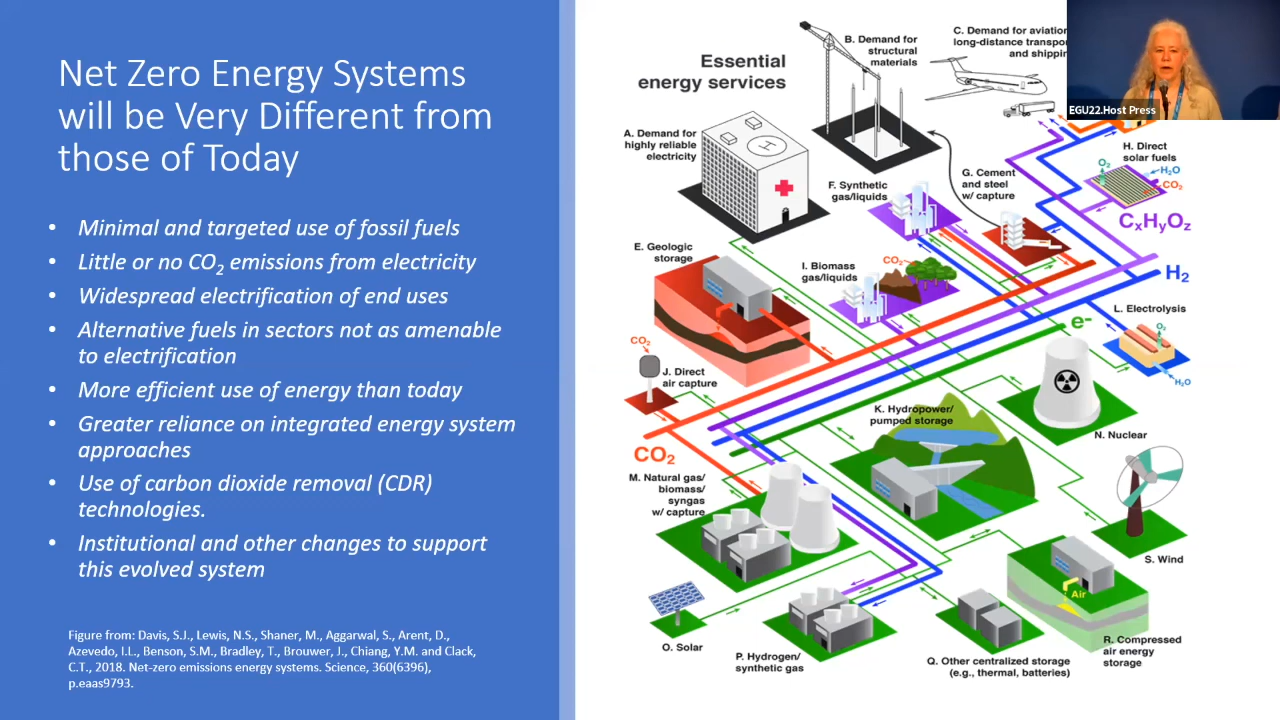 Net Zero Energy Systems
will be Very Different from
those of Today
• Minimal and targeted use of fossil fuels
• Little or no CO₂ emissions from electricity
• Widespread electrification of end uses
• Alternative fuels in sectors not as amenable
to electrification
• More efficient use of energy than today
• Greater reliance on integrated energy system
approaches
• Use of carbon dioxide removal (CDR)
technologies.
• Institutional and other changes to support
this evolved system
Figure from: Davis, S.J., Lewis, N.S., Shaner, M., Aggarwal, S., Arent, D.,
Azevedo, I.L., Benson, S.M., Bradley, T., Brouwer, J., Chiang, Y.M. and Clack,
C.T., 2018. Net-zero emissions energy systems. Science, 360(6396),
p.eaas9793.
Essential
energy services
A. Demand for
highly reliable
electricity
B. Demand for
structural
materials
C. Demand for aviation
long-distance transpo
and shippin
EGU22.Host Press
H
H. Direct
solar fuels
O₂
H₂O
CO₂
CxHyOz
F. Synthetic
gas/liquids
G. Cement
and steel
w/ capture
E. Geologic
storage
I. Biomass
gas/liquids
CO₂
H₂
e-
L. Electrolysis
O₂
H₂O
CO₂
J. Direct
air capture
CO₂
K. Hydropower/
pumped storage
N. Nuclear
M. Natural gas/
biomass/
syngas
w/ capture
S. Wind
Air
O. Solar
P. Hydrogen/
synthetic gas
Q. Other centralized storage
(e.g., thermal, batteries)
R. Compressed
air energy
storage